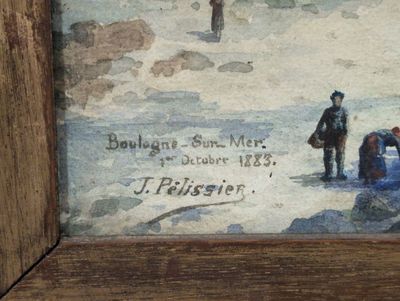 Boulogne-Sur-Mer.
1er Octobre 1883.
J. Pélissier.